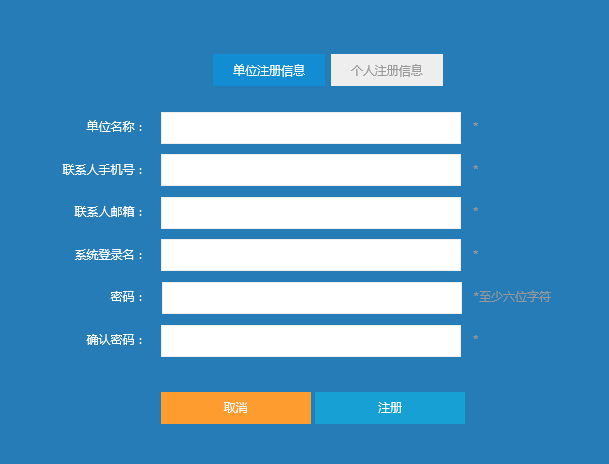 单位注册信息 个人注册信息
单位名称： *
联系人手机号： *
联系人邮箱： *
系统登录名： *
密码： *至少六位字符
确认密码： *
取消 注册